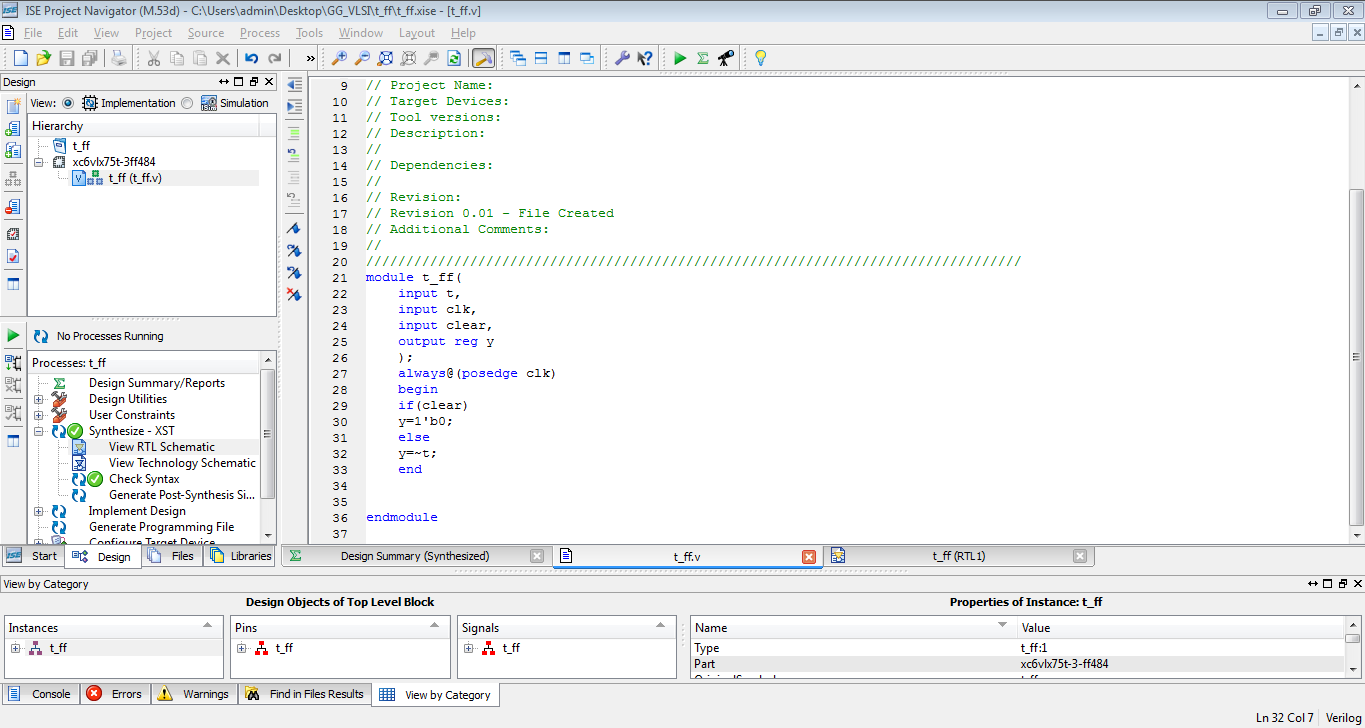 ISE Project Navigator (M.53d) - C:\Users\admin\Desktop\GG_VLSI\t_ff\t_ff.xise - [t_ff.v]
File Edit View Project Source Process Tools Window Layout Help
»
Design
View: Implementation Simulation
Hierarchy
t_ff
xc6vlx75t-3ff484
V t_ff (t_ff.v)
No Processes Running
Processes: t_ff
Design Summary/Reports
Design Utilities
User Constraints
Synthesize - XST
View RTL Schematic
View Technology Schematic
Check Syntax
Generate Post-Synthesis Si...
Implement Design
Generate Programming File
Configure Target Device
Start Design Files Libraries
9 // Project Name:
10 // Target Devices:
11 // Tool versions:
12 // Description:
13 //
14 // Dependencies:
15 //
16 // Revision:
17 // Revision 0.01 - File Created
18 // Additional Comments:
19 //
20 //////////////////////////////////////////////////////////////////////////////////
21 module t_ff(
22 input t,
23 input clk,
24 input clear,
25 output reg y
26 );
27 always@(posedge clk)
28 begin
29 if(clear)
30 y=1'b0;
31 else
32 y=~t;
33 end
34
35
36 endmodule
37
Design Summary (Synthesized) t_ff.v t_ff (RTL1)
View by Category
Design Objects of Top Level Block
Properties of Instance: t_ff
Instances Pins Signals Name Value
t_ff t_ff t_ff Type t_ff:1
Part xc6vlx75t-3-ff484
Console Errors Warnings Find in Files Results View by Category
Ln 32 Col 7 Verilog